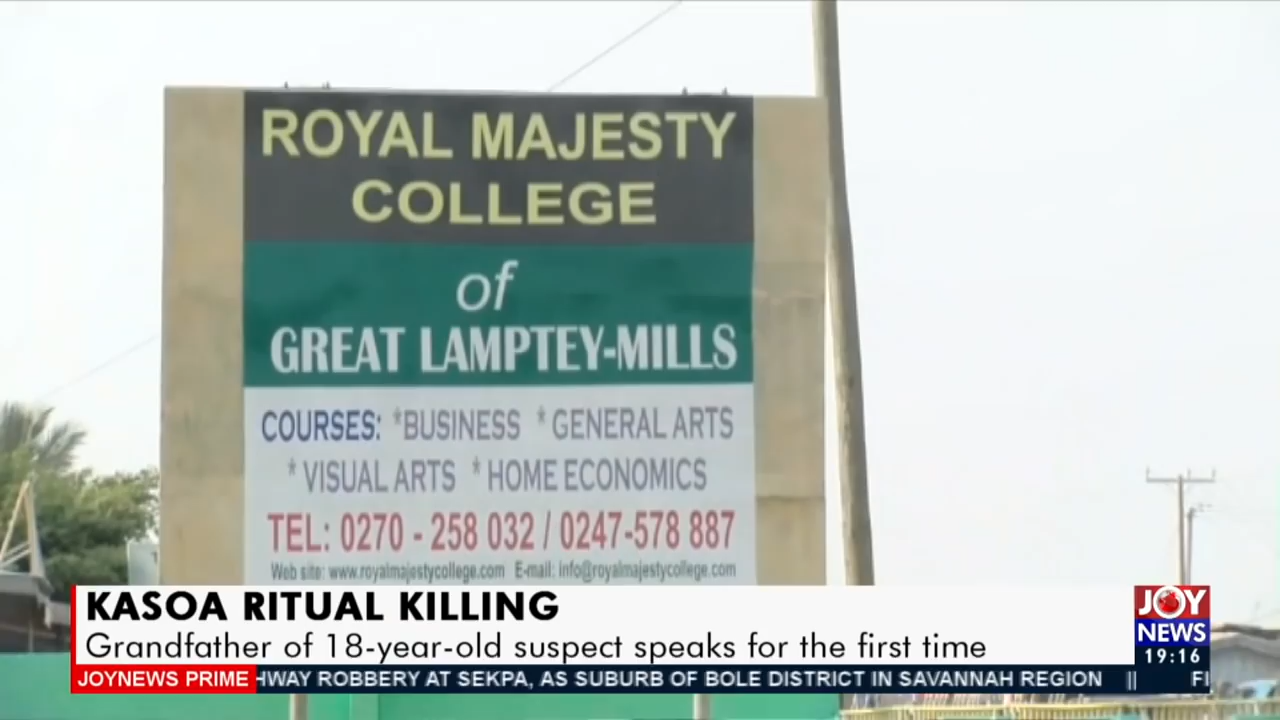 ROYAL MAJESTY
COLLEGE
of
GREAT LAMPTEY-MILLS
COURSES: *BUSINESS *GENERAL ARTS
*VISUAL ARTS *HOME ECONOMICS
TEL: 0270 - 258 032 / 0247-578 887
Web site: www.royalmajestycollege.com E-mail: info@royalmajestycollege.com
KASOA RITUAL KILLING
Grandfather of 18-year-old suspect speaks for the first time
JOY
NEWS
19:16
JOYNEWS PRIME HWAY ROBBERY AT SEKPA, AS SUBURB OF BOLE DISTRICT IN SAVANNAH REGION || FI